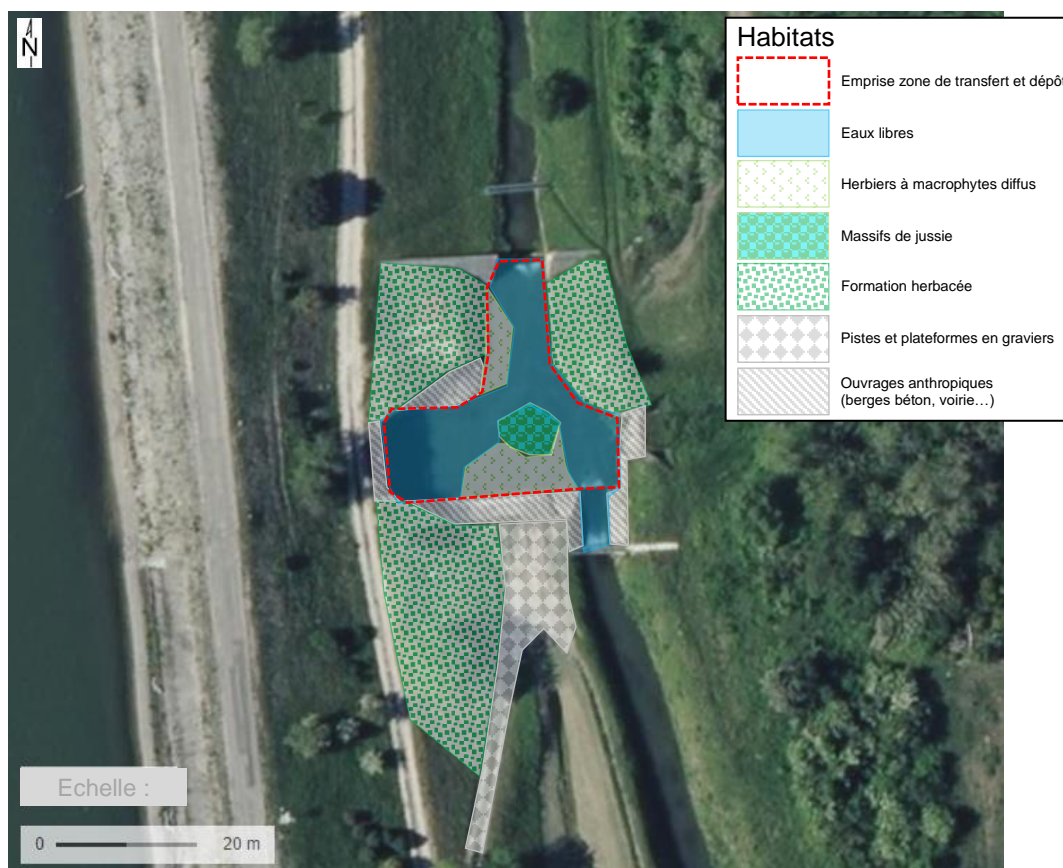 N
Habitats
Emprise zone de transfert et dépôt
Eaux libres
Herbiers à macrophytes diffus
Massifs de jussie
Formation herbacée
Pistes et plateformes en graviers
Ouvrages anthropiques
(berges béton, voirie…)
Echelle :
0 20 m